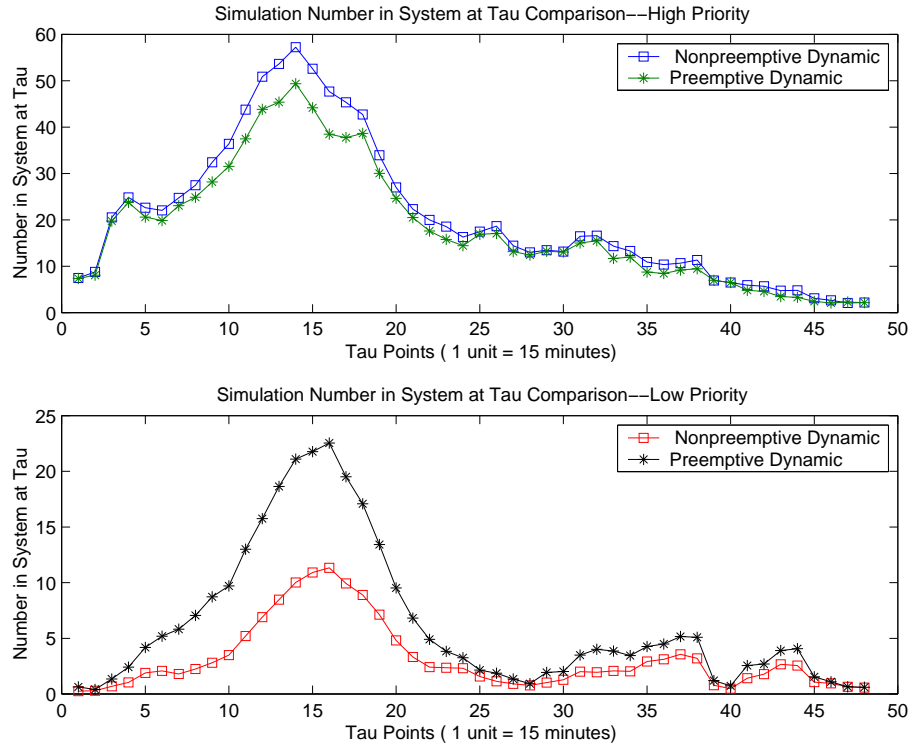 Simulation Number in System at Tau Comparison−−High Priority
60
50
40
30
20
10
0
Number in System at Tau
Nonpreemptive Dynamic
Preemptive Dynamic
0 5 10 15 20 25 30 35 40 45 50
Tau Points ( 1 unit = 15 minutes)
Simulation Number in System at Tau Comparison−−Low Priority
25
20
15
10
5
0
Number in System at Tau
Nonpreemptive Dynamic
Preemptive Dynamic
0 5 10 15 20 25 30 35 40 45 50
Tau Points ( 1 unit = 15 minutes)